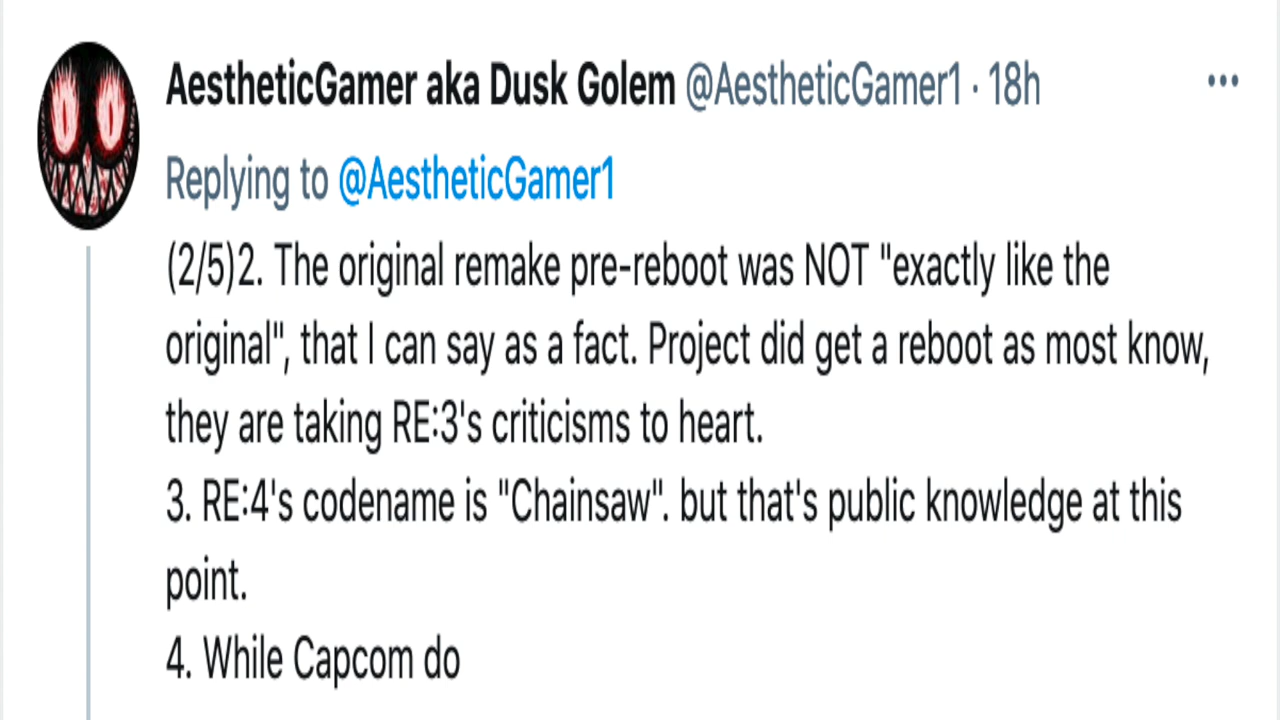 AestheticGamer aka Dusk Golem @AestheticGamer1 · 18h
Replying to @AestheticGamer1
(2/5)2. The original remake pre-reboot was NOT "exactly like the
original", that I can say as a fact. Project did get a reboot as most know,
they are taking RE:3's criticisms to heart.
3. RE:4's codename is "Chainsaw". but that's public knowledge at this
point.
4. While Capcom do